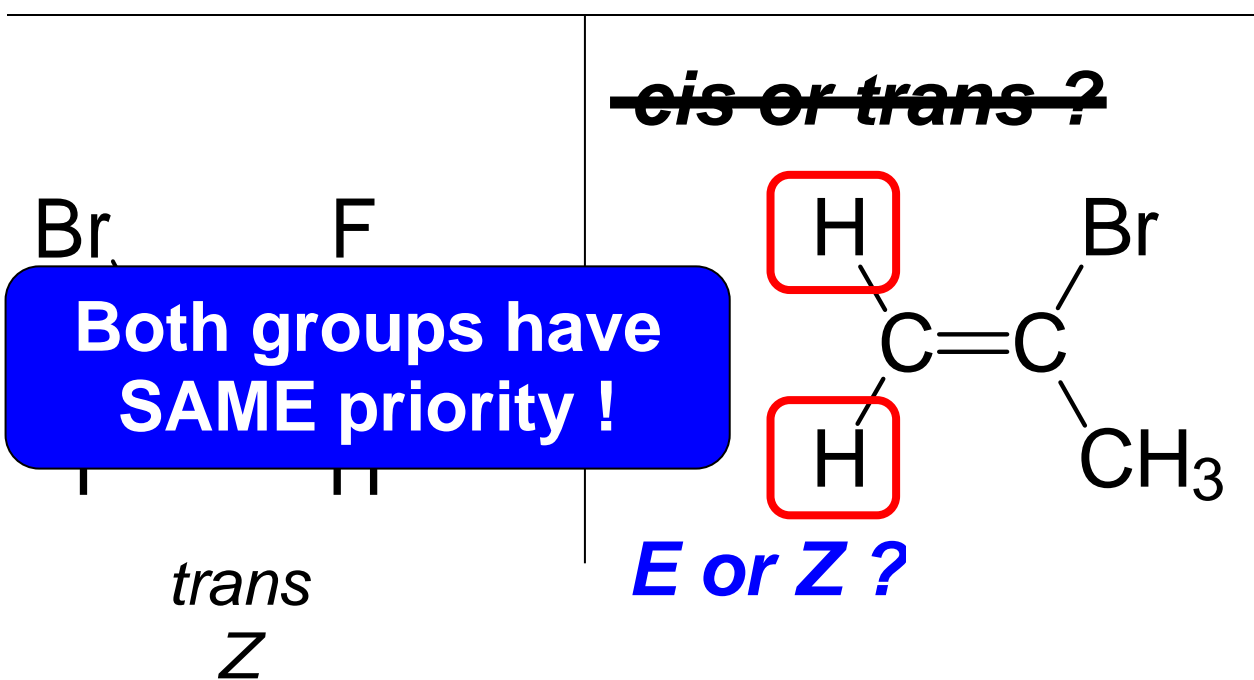 cis or trans ?
Br F
H Br
Both groups have
SAME priority !
C C
H CH3
E or Z ?
trans
Z